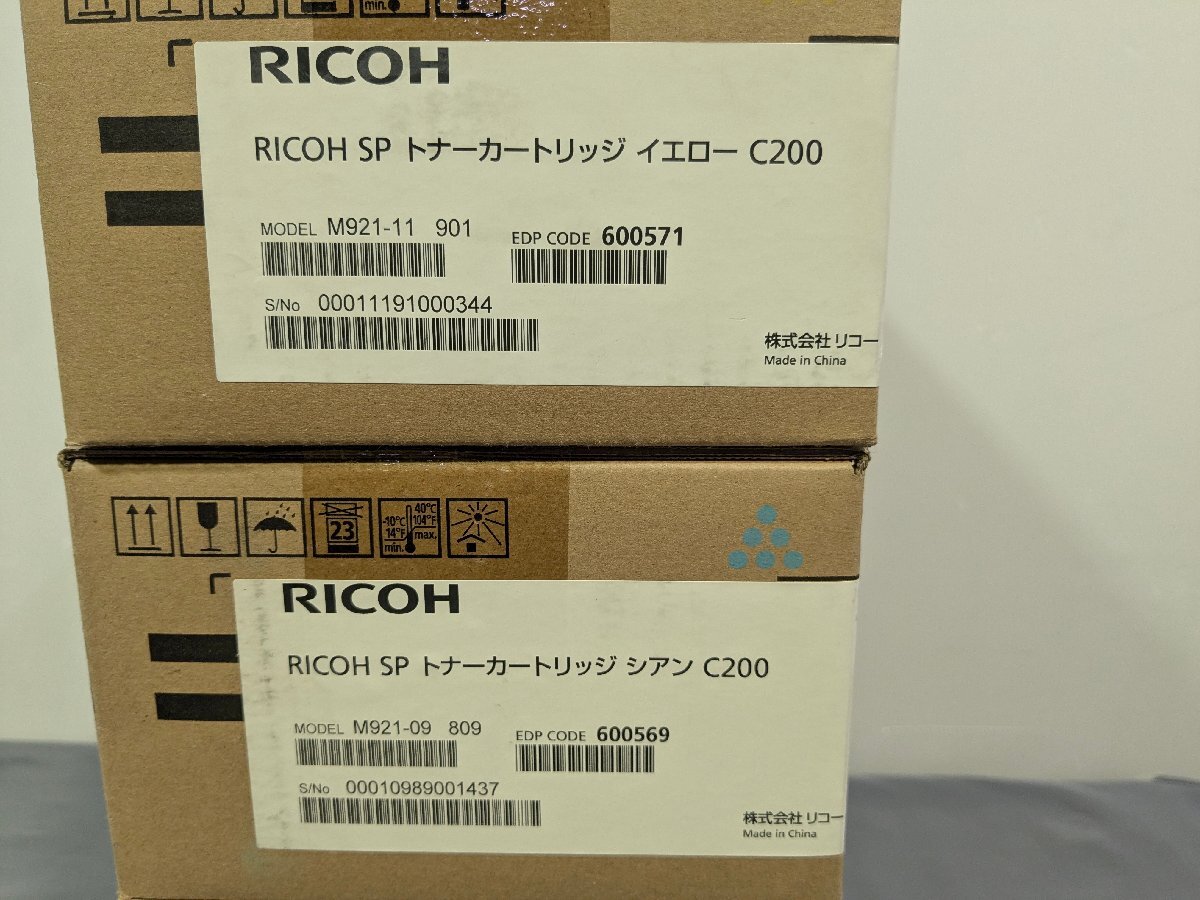 min.
RICOH
RICOH SP トナーカートリッジ イエロー C200
MODEL M921-11 901
EDP CODE 600571
S/No 00011191000344
株式会社 リコー
Made in China
23
-10°C 14°F min.
40°C 104°F max.
RICOH
RICOH SP トナーカートリッジ シアン C200
MODEL M921-09 809
EDP CODE 600569
S/No 00010989001437
株式会社 リコー
Made in China